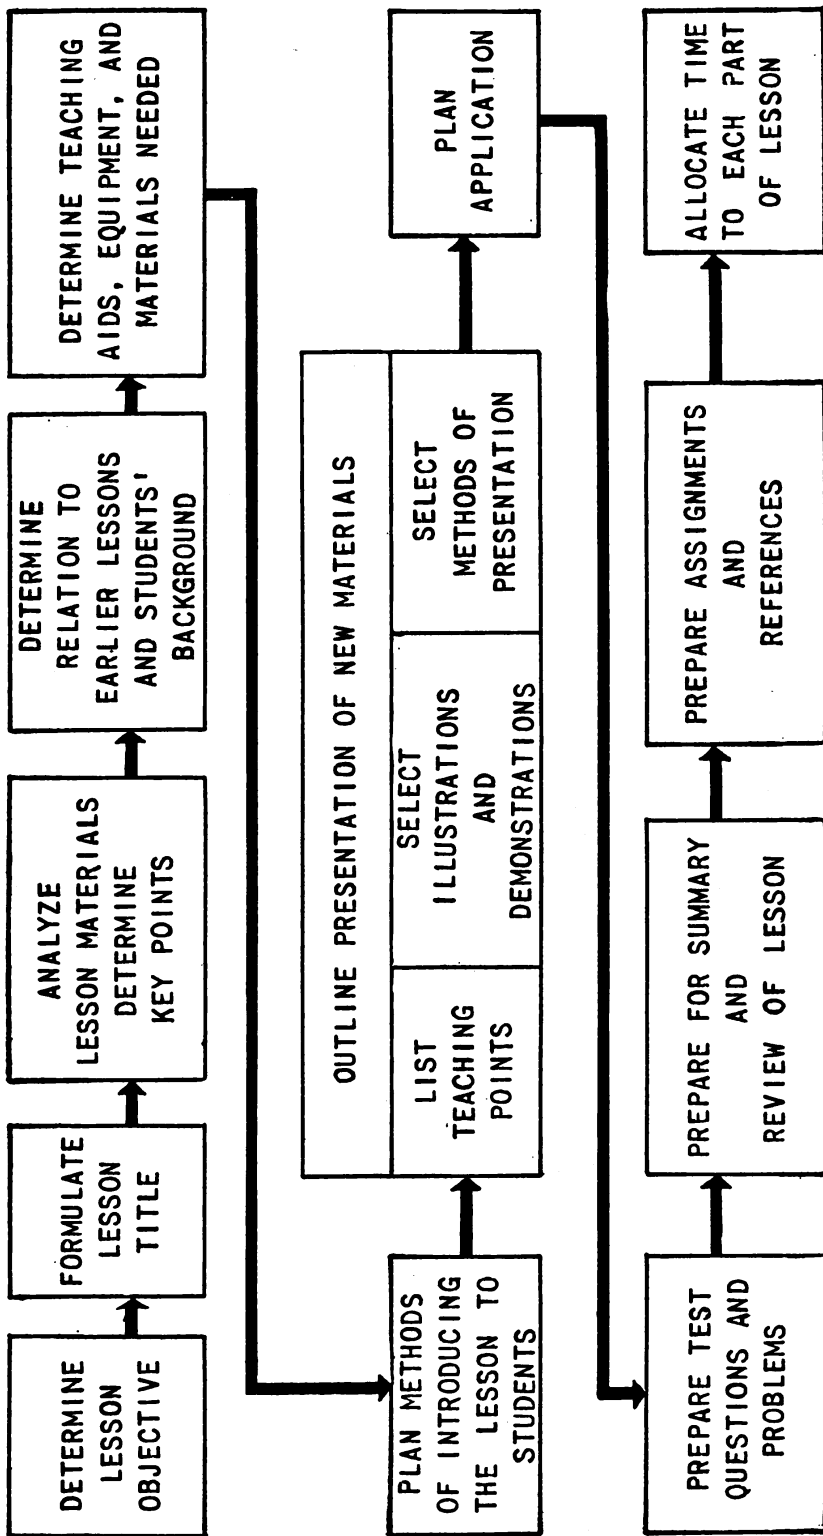 DETERMINE
LESSON
OBJECTIVE
FORMULATE
LESSON
TITLE
ANALYZE
LESSON MATERIALS
DETERMINE
KEY POINTS
DETERMINE
RELATION TO
EARLIER LESSONS
AND STUDENTS'
BACKGROUND
DETERMINE TEACHING
AIDS, EQUIPMENT, AND
MATERIALS NEEDED
PLAN METHODS
OF INTRODUCING
THE LESSON TO
STUDENTS
OUTLINE PRESENTATION OF NEW MATERIALS
LIST
TEACHING
POINTS
SELECT
ILLUSTRATIONS
AND
DEMONSTRATIONS
SELECT
METHODS OF
PRESENTATION
PLAN
APPLICATION
PREPARE TEST
QUESTIONS AND
PROBLEMS
PREPARE FOR SUMMARY
AND
REVIEW OF LESSON
PREPARE ASSIGNMENTS
AND
REFERENCES
ALLOCATE TIME
TO EACH PART
OF LESSON